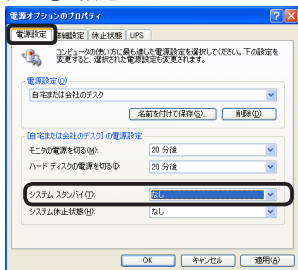 電源オプションのプロパティ
電源設定 詳細設定 休止状態 UPS
コンピュータの使い方に最も適した電源設定を選択してください。下の設定を
変更すると、選択された電源設定も変更されます。
電源設定(O)
自宅または会社のデスク
名前を付けて保存(S)... 削除(D)
[自宅または会社のデスク] の電源設定
モニタの電源を切る(M): 20 分後
ハード ディスクの電源を切る(I): 20 分後
システム スタンバイ(T): なし
システム休止状態(H): なし
OK キャンセル 適用(A)